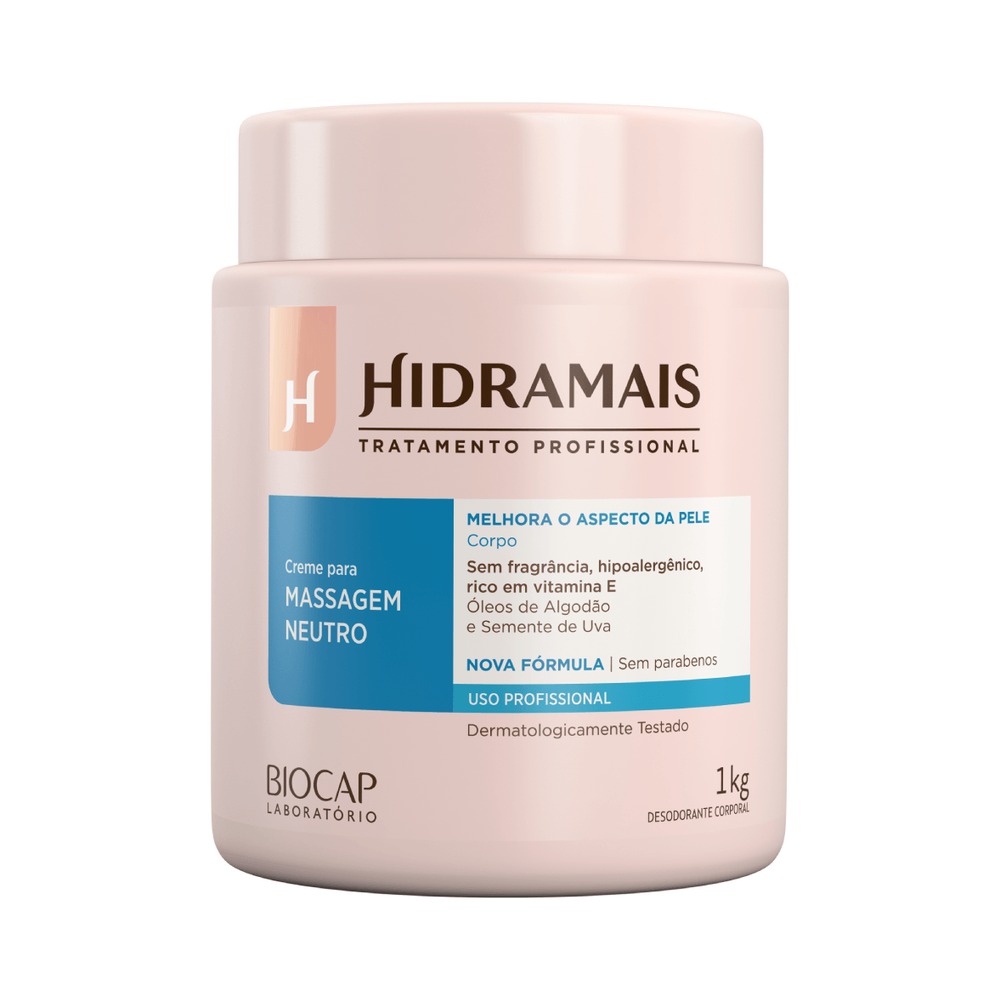 H
HIDRAMAIS
TRATAMENTO PROFISSIONAL
Creme para
MASSAGEM
NEUTRO
MELHORA O ASPECTO DA PELE
Corpo
Sem fragrância, hipoalergênico,
rico em vitamina E
Óleos de Algodão
e Semente de Uva
NOVA FÓRMULA | Sem parabenos
USO PROFISSIONAL
Dermatologicamente Testado
BIOCAP
LABORATÓRIO
1kg
DESODORANTE CORPORAL